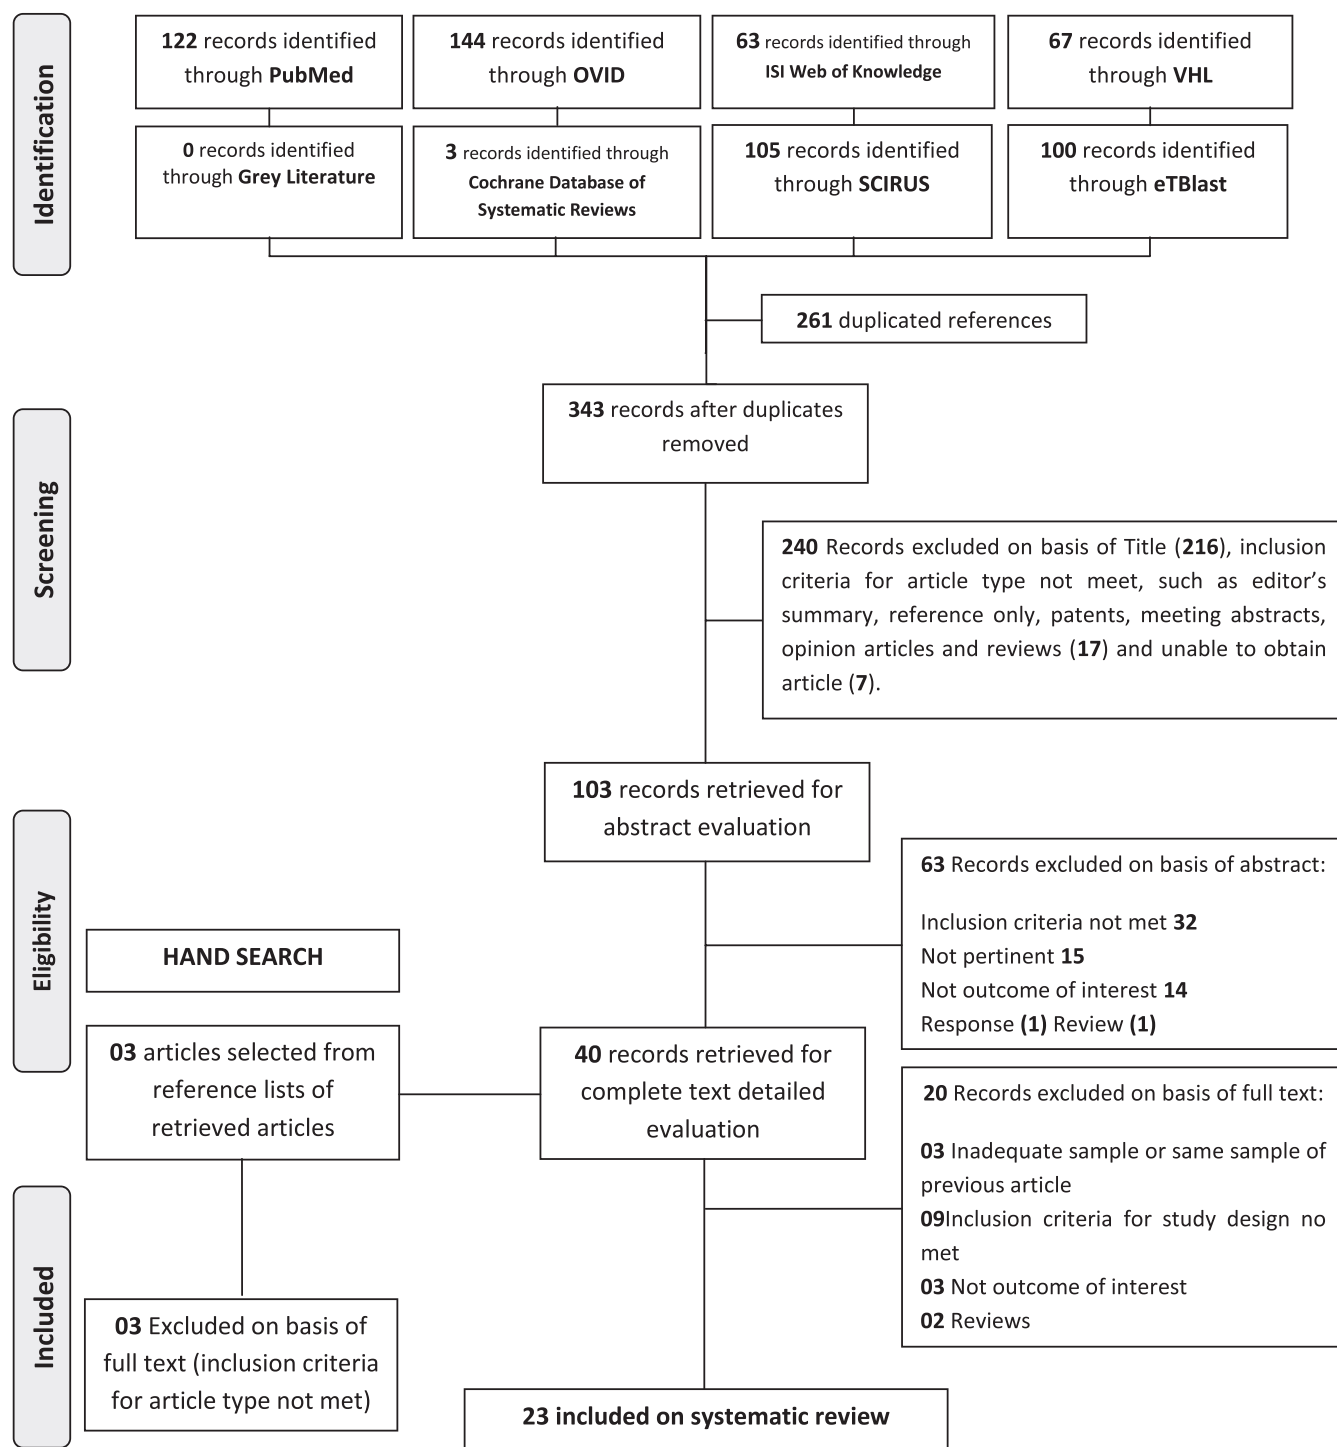 Identification
122 records identified
through PubMed
144 records identified
through OVID
63 records identified through
ISI Web of Knowledge
67 records identified
through VHL
0 records identified
through Grey Literature
3 records identified through
Cochrane Database of
Systematic Reviews
105 records identified
through SCIRUS
100 records identified
through eTBlast
261 duplicated references
Screening
343 records after duplicates
removed
240 Records excluded on basis of Title (216), inclusion
criteria for article type not meet, such as editor’s
summary, reference only, patents, meeting abstracts,
opinion articles and reviews (17) and unable to obtain
article (7).
103 records retrieved for
abstract evaluation
Eligibility
63 Records excluded on basis of abstract:
Inclusion criteria not met 32
Not pertinent 15
Not outcome of interest 14
Response (1) Review (1)
HAND SEARCH
03 articles selected from
reference lists of
retrieved articles
40 records retrieved for
complete text detailed
evaluation
20 Records excluded on basis of full text:
03 Inadequate sample or same sample of
previous article
09Inclusion criteria for study design no
met
03 Not outcome of interest
02 Reviews
Included
03 Excluded on basis of
full text (inclusion criteria
for article type not met)
23 included on systematic review